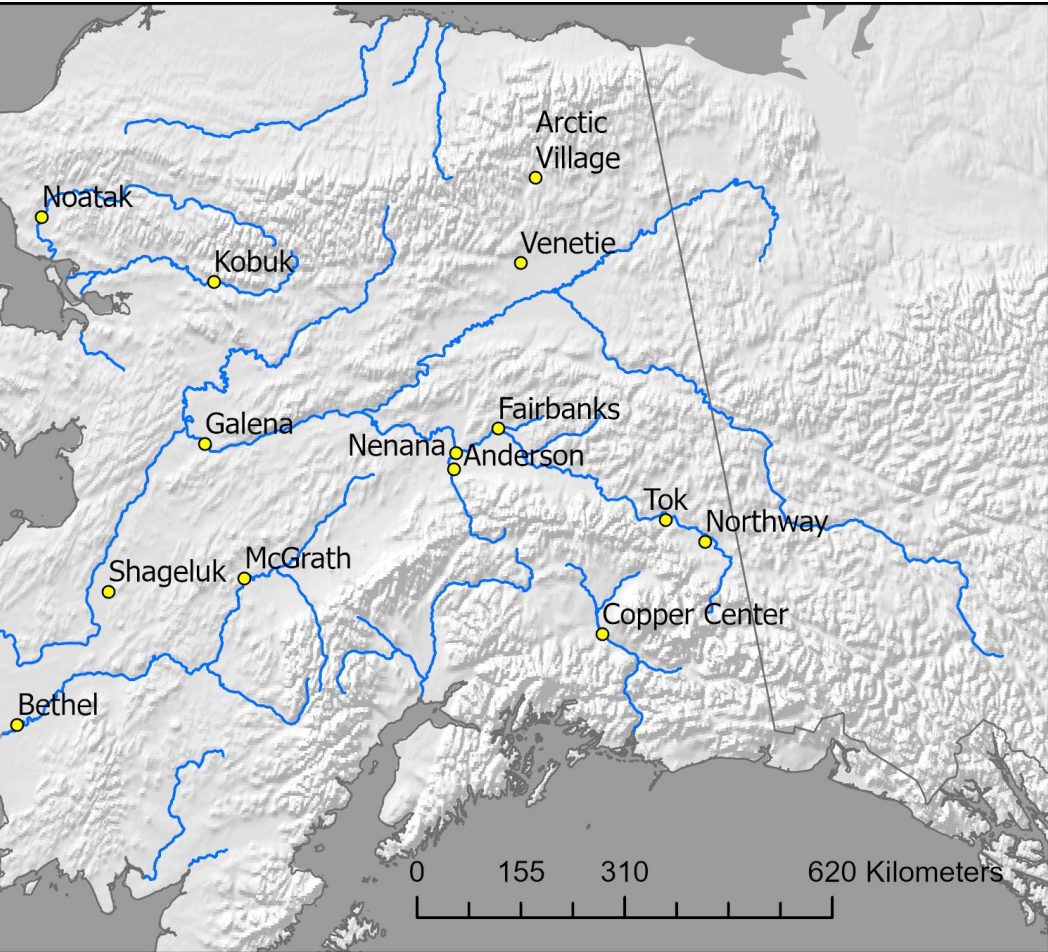 Arctic
Village
Noatak
Venetie
Kobuk
Fairbanks
Galena
Nenana
Anderson
Tok
Northway
McGrath
Shageluk
Copper Center
Bethel
0 155 310 620 Kilometers